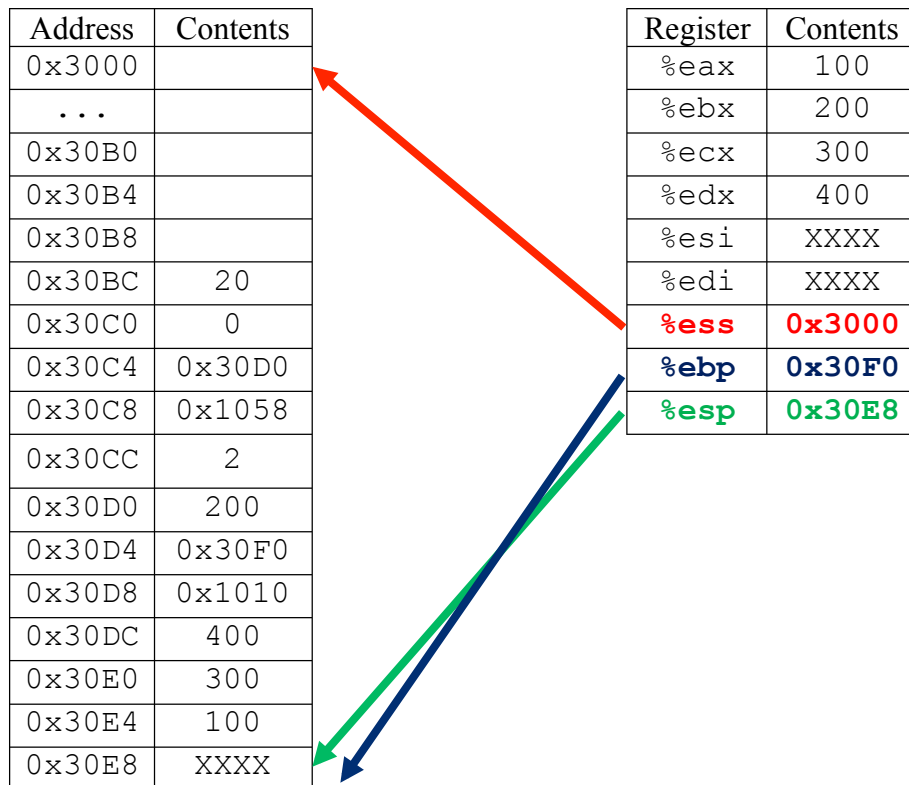 Address Contents
0x3000
...
0x30B0
0x30B4
0x30B8
0x30BC 20
0x30C0 0
0x30C4 0x30D0
0x30C8 0x1058
0x30CC 2
0x30D0 200
0x30D4 0x30F0
0x30D8 0x1010
0x30DC 400
0x30E0 300
0x30E4 100
0x30E8 XXXX
Register Contents
%eax 100
%ebx 200
%ecx 300
%edx 400
%esi XXXX
%edi XXXX
%ess 0x3000
%ebp 0x30F0
%esp 0x30E8